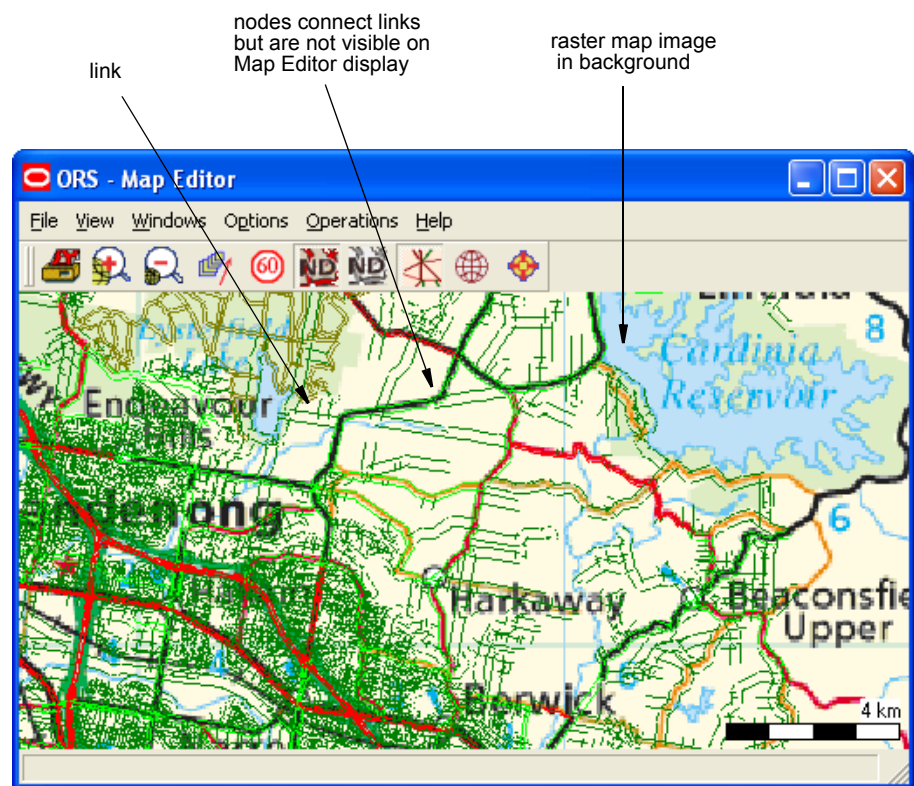 nodes connect links
but are not visible on
Map Editor display
raster map image
in background
link
ORS - Map Editor
File View Windows Options Operations Help
60 ND ND
8
Cardinia
Reservoir
Lake
Endeavour
Hills
6
Harkaway
Upper
Berwick
4 km